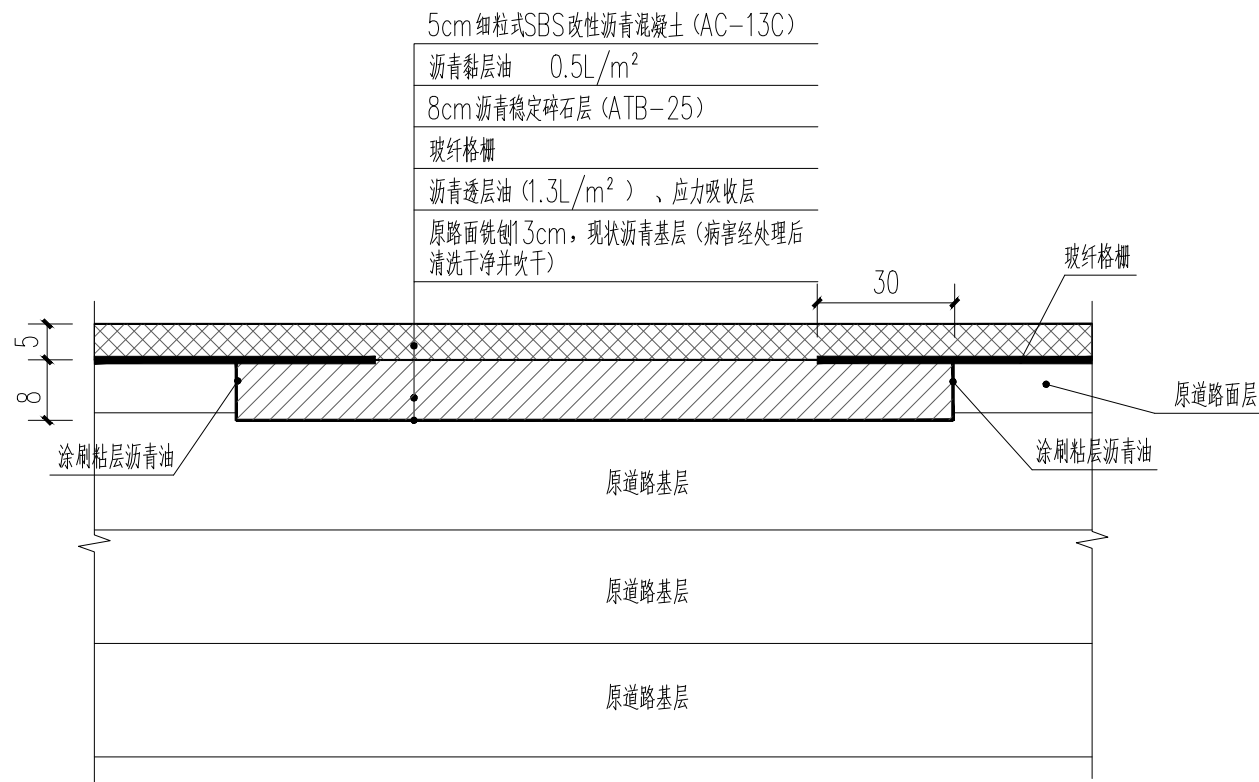 5cm细粒式SBS改性沥青混凝土(AC-13C)
沥青黏层油 0.5L/m²
8cm沥青稳定碎石层(ATB-25)
玻纤格栅
沥青透层油(1.3L/m²)、应力吸收层
原路面铣刨13cm，现状沥青基层(病害经处理后
清洗干净并吹干)
玻纤格栅
30
5
8
原道路面层
涂刷粘层沥青油
涂刷粘层沥青油
原道路基层
原道路基层
原道路基层